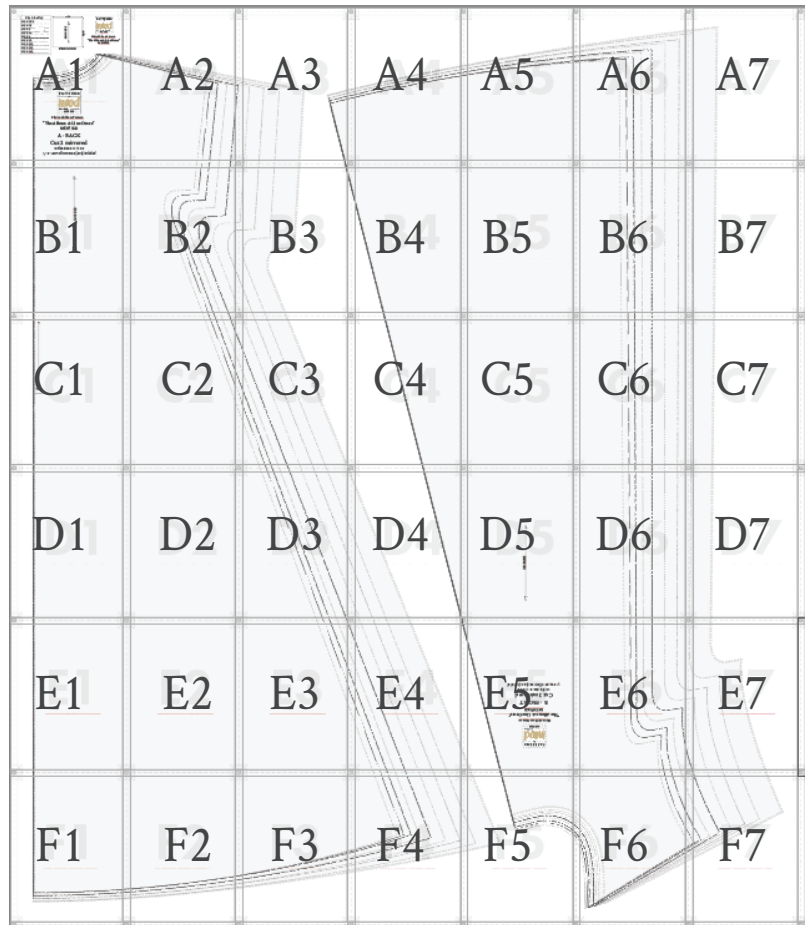 A1 A2 A3 A4 A5 A6 A7
A - BACK
B1 B2 B3 B4 B5 B6 B7
C1 C2 C3 C4 C5 C6 C7
D1 D2 D3 D4 D5 D6 D7
E1 E2 E3 E4 E5 E6 E7
F1 F2 F3 F4 F5 F6 F7